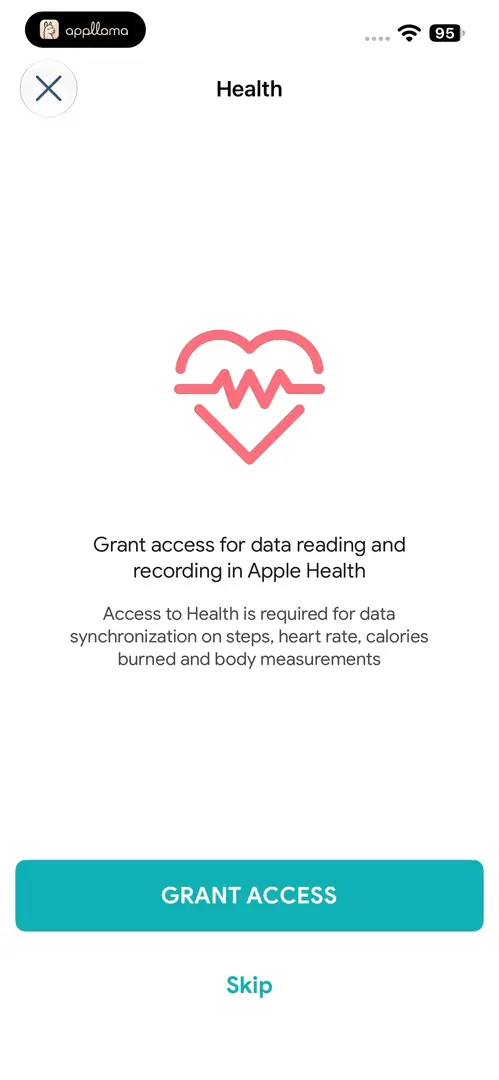 appllama
95
Health
Grant access for data reading and
recording in Apple Health
Access to Health is required for data
synchronization on steps, heart rate, calories
burned and body measurements
GRANT ACCESS
Skip